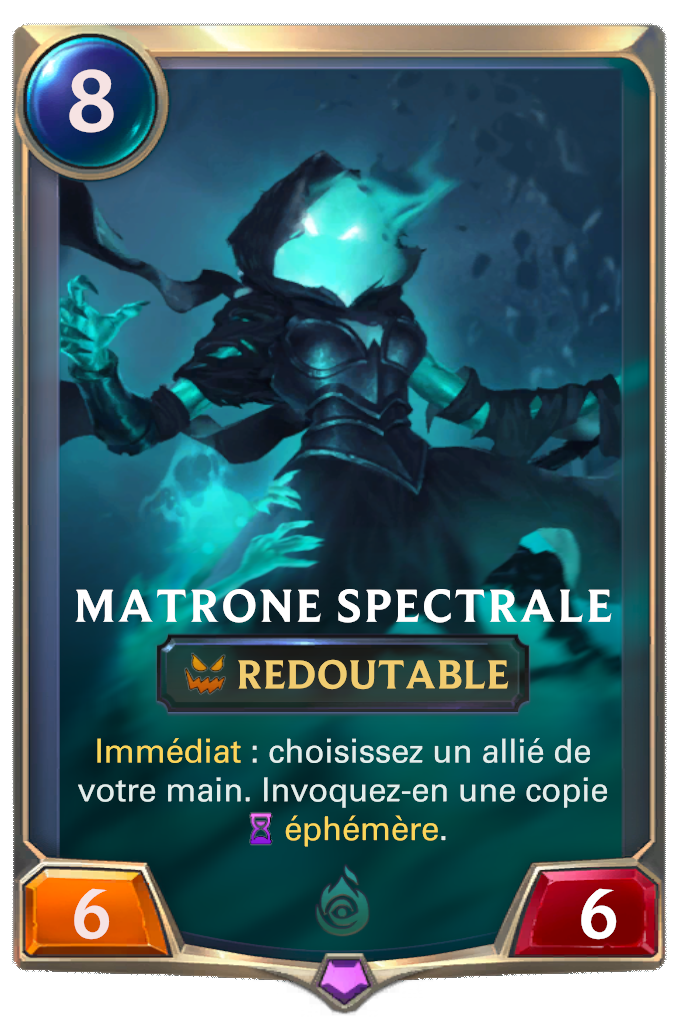 8
MATRONE SPECTRALE
REDOUTABLE
Immédiat : choisissez un allié de
votre main. Invoquez-en une copie
éphémère.
6
6